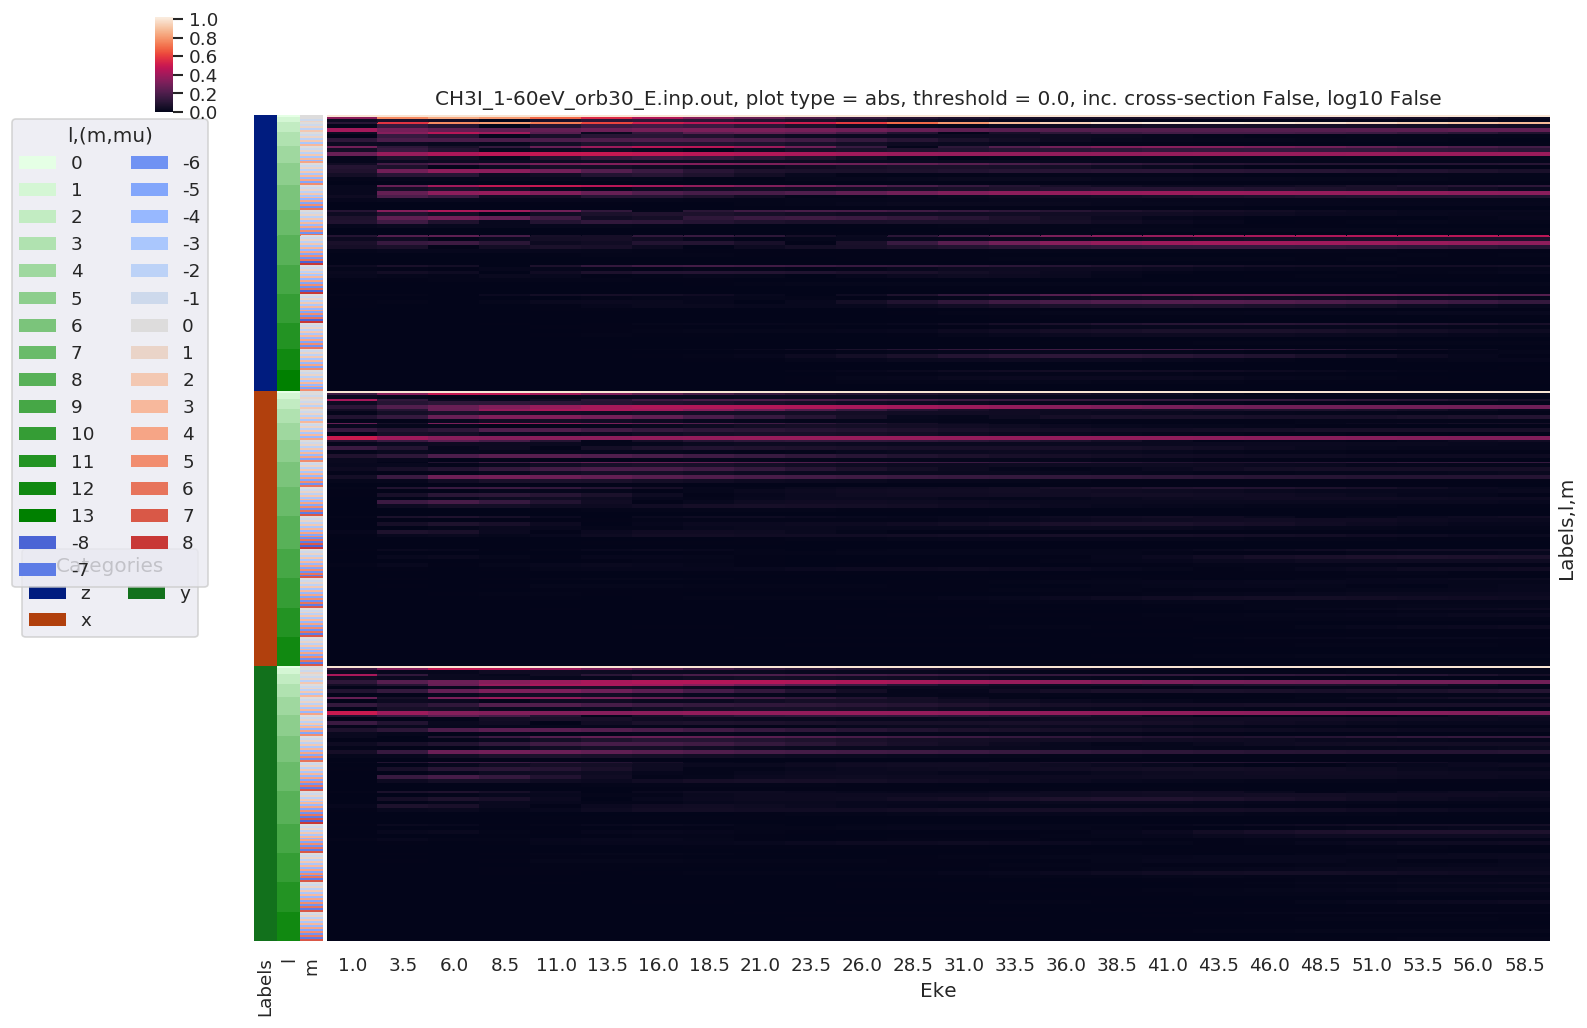 1.0
0.8
0.6
0.4
0.2
0.0
CH3I_1-60eV_orb30_E.inp.out, plot type = abs, threshold = 0.0, inc. cross-section False, log10 False
l,(m,mu)
0 -6
1 -5
2 -4
3 -3
4 -2
5 -1
6 0
7 1
8 2
9 3
10 4
11 5
12 6
13 7
-8 8
-7
Categories
z y
x
Labels,l,m
Labels l m
1.0 3.5 6.0 8.5 11.0 13.5 16.0 18.5 21.0 23.5 26.0 28.5 31.0 33.5 36.0 38.5 41.0 43.5 46.0 48.5 51.0 53.5 56.0 58.5
Eke